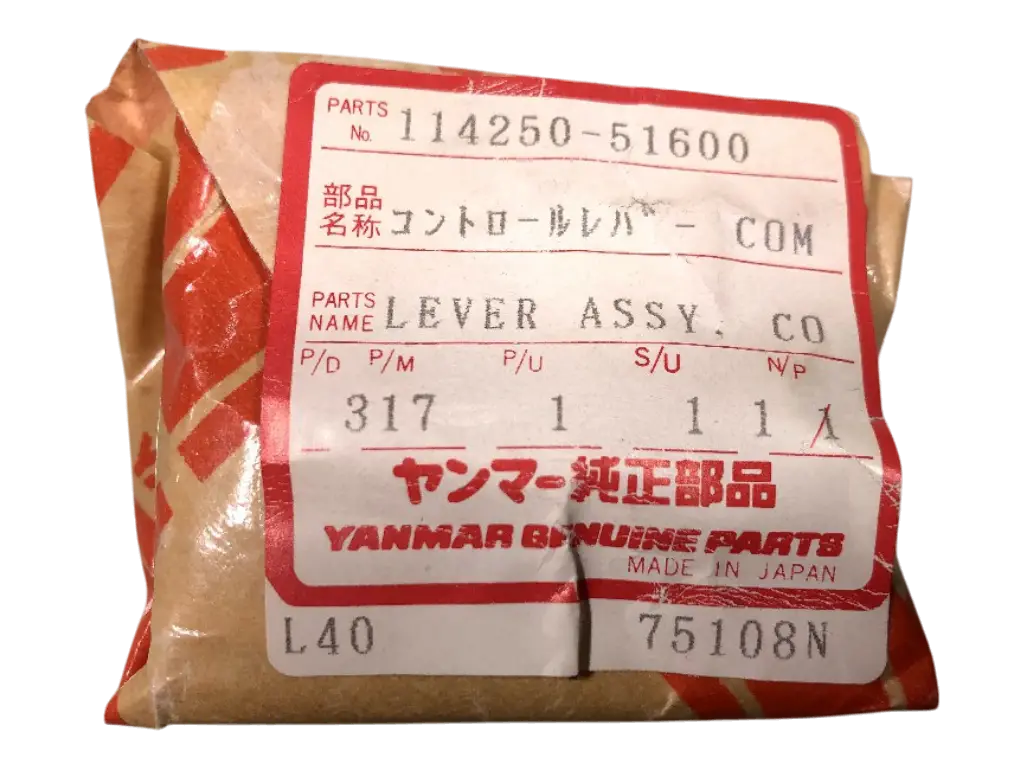 PARTS No. 114250-51600
部品名称 コントロールレバー COM
PARTS NAME LEVER ASSY, CO
P/D P/M P/U S/U N/P
317 1 1 1 1
ヤンマー純正部品
YANMAR GENUINE PARTS
MADE IN JAPAN
L40 75108N